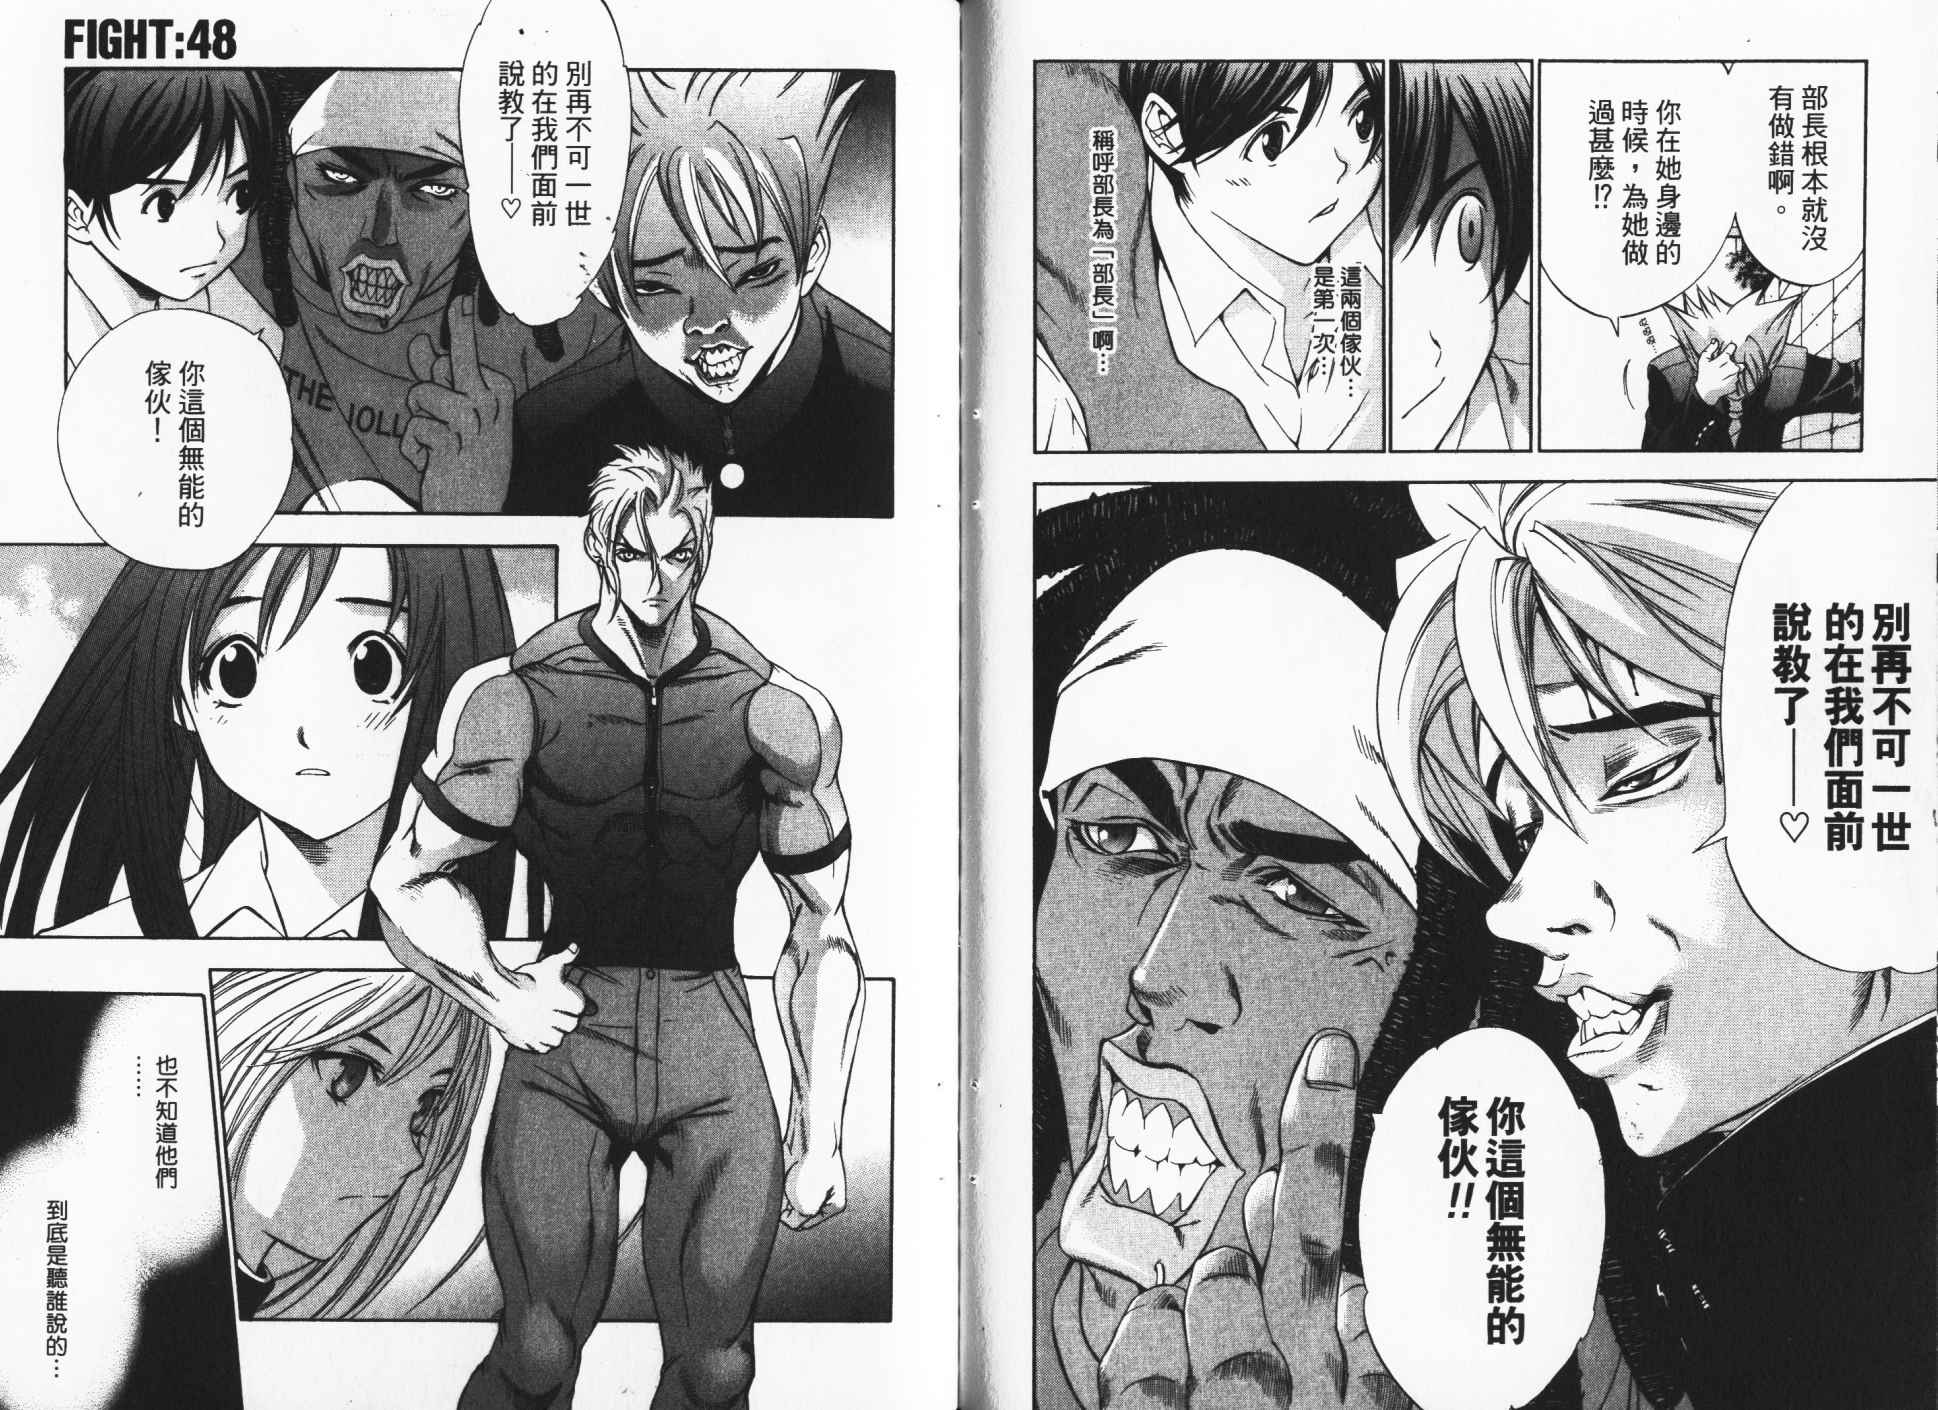 部長根本就沒
有做錯啊。
你在她身邊的
時候，為她做
過甚麼!?
哎呀呀…
這兩個傢伙…
是第一次…
稱呼部長為「部長」啊…
別再不可一世
的在我們面前
說教了——♡
你這個無能的
傢伙!!
FIGHT:48
別再不可一世
的在我們面前
說教了——♡
THE JOLL
你這個無能的
傢伙！
也不知道他們
……
到底是聽誰說的…